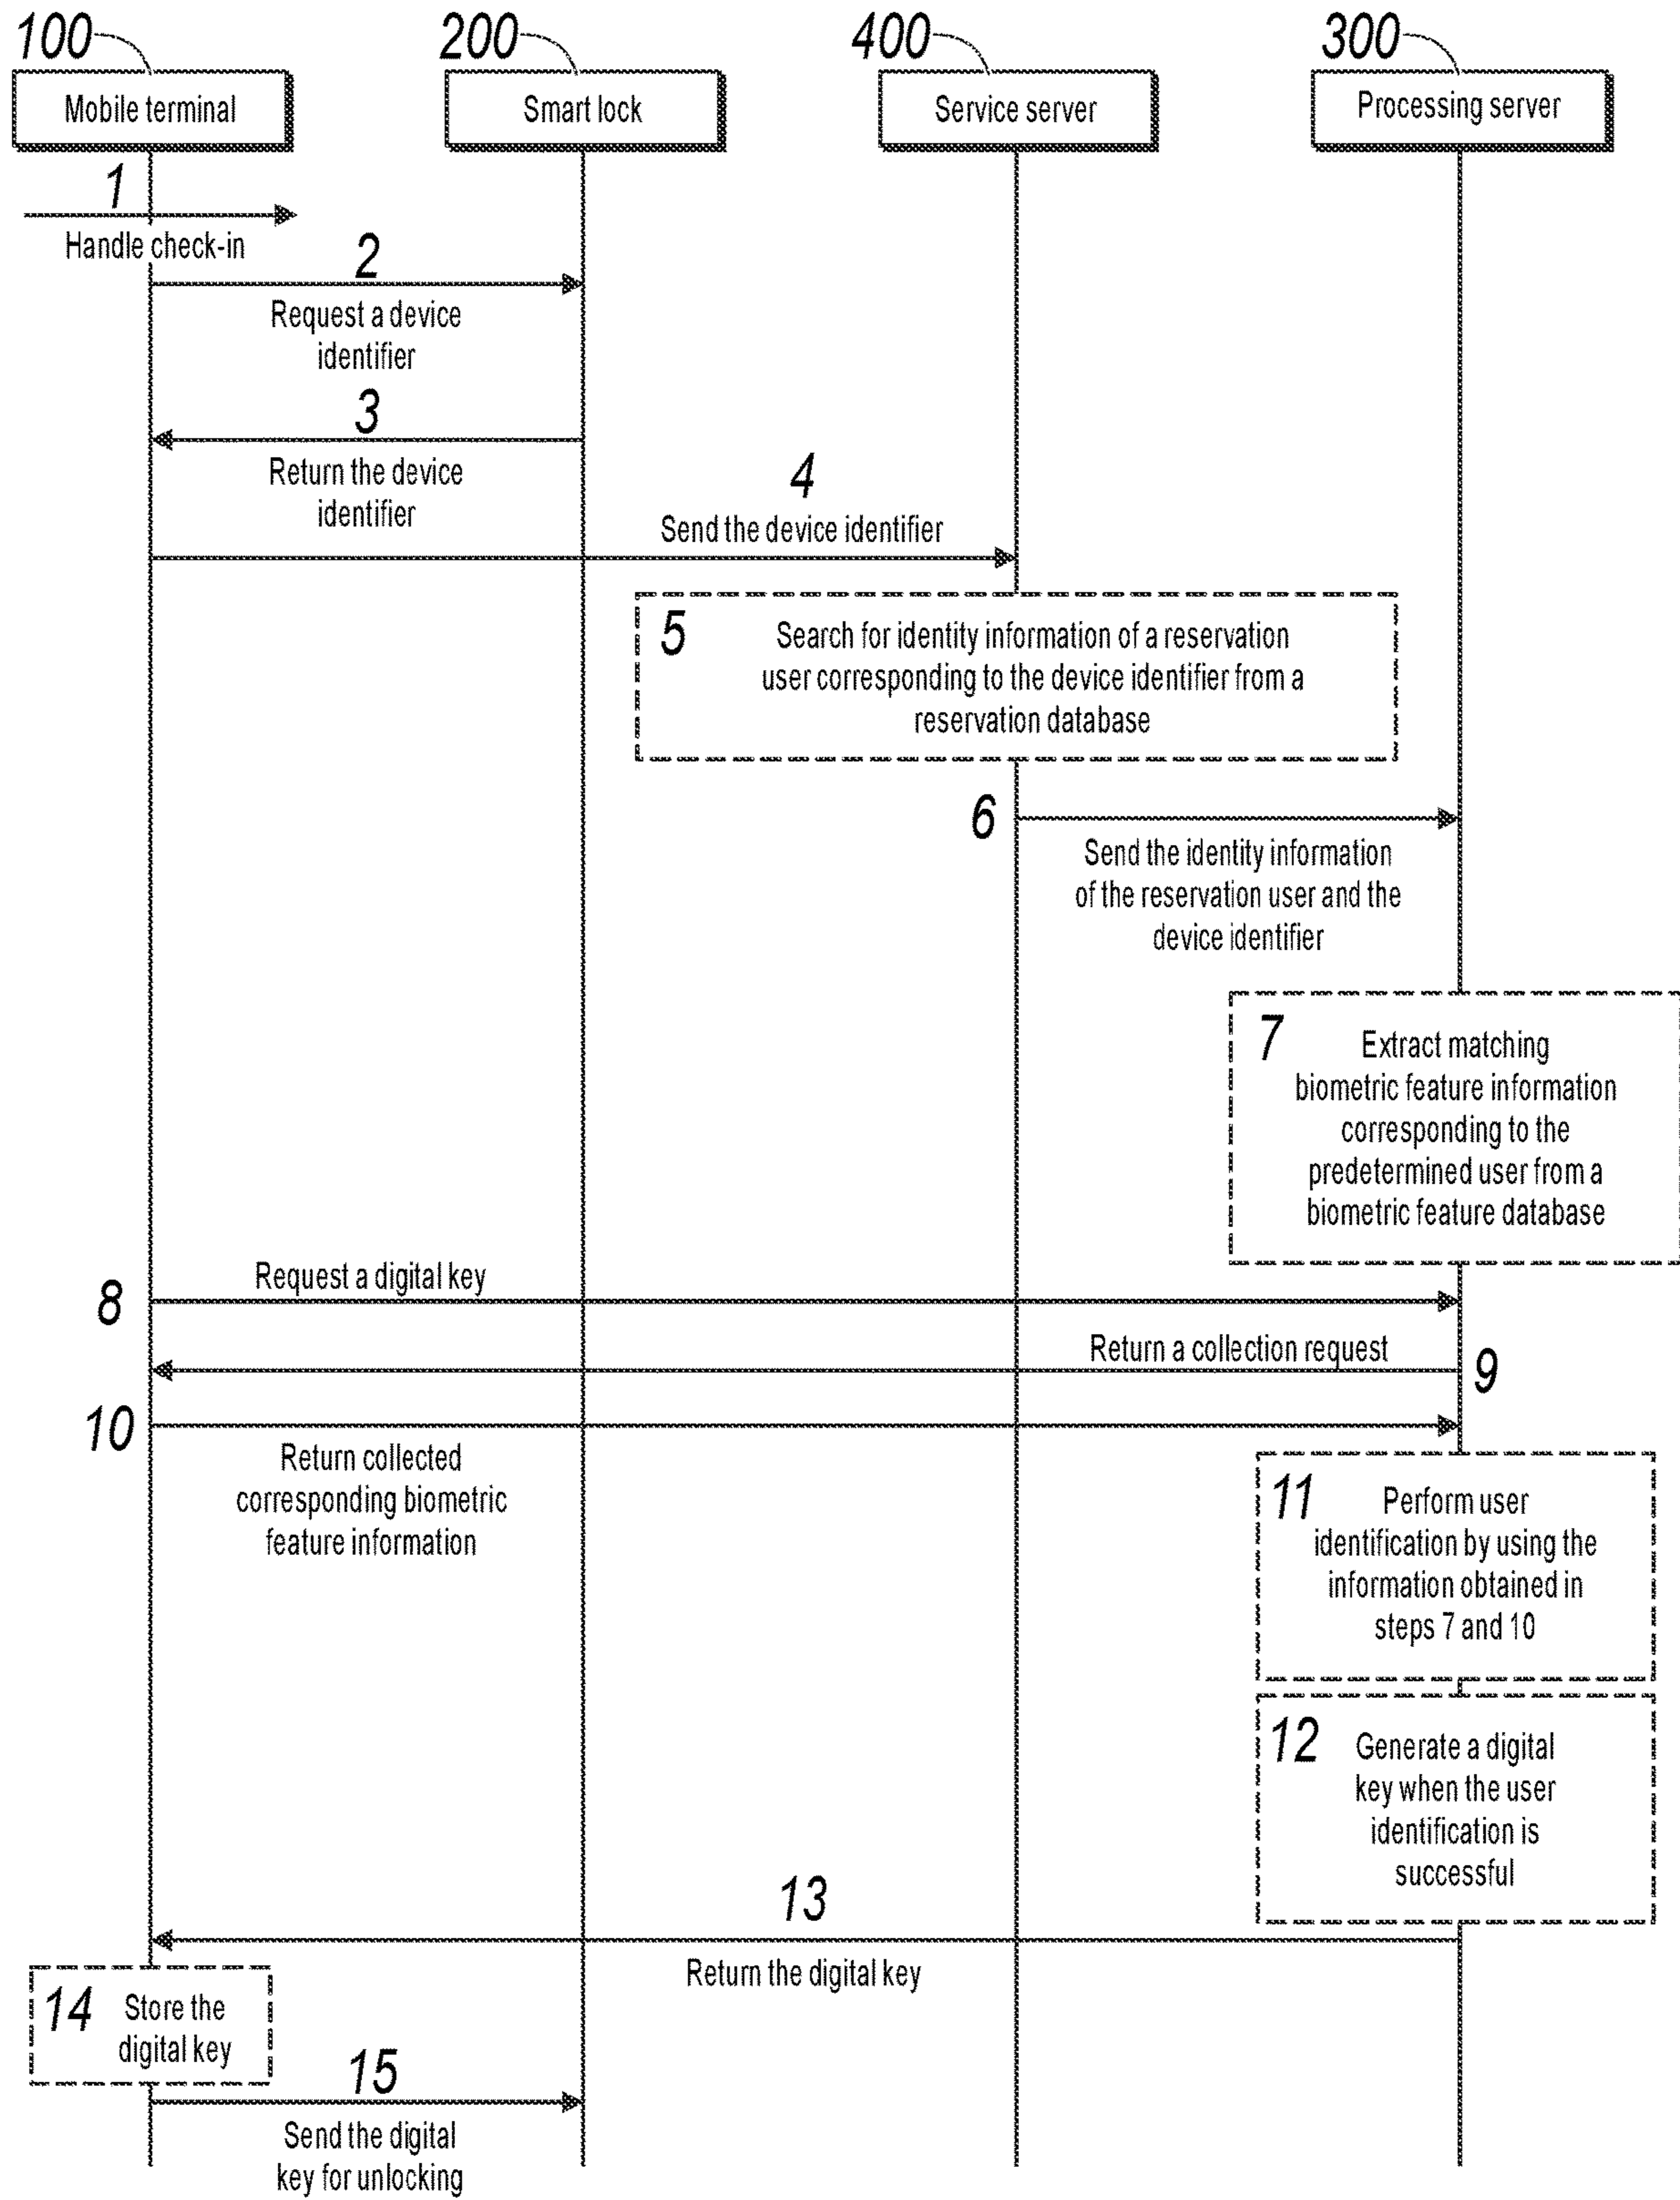 100
200
400
300
Mobile terminal
Smart lock
Service server
Processing server
1
Handle check-in
2
Request a device
identifier
3
Return the device
identifier
4
Send the device identifier
5
Search for identity information of a reservation
user corresponding to the device identifier from a
reservation database
6
Send the identity information
of the reservation user and the
device identifier
7
Extract matching
biometric feature information
corresponding to the
predetermined user from a
biometric feature database
8
Request a digital key
Return a collection request
9
10
Return collected
corresponding biometric
feature information
11
Perform user
identification by using the
information obtained in
steps 7 and 10
12
Generate a digital
key when the user
identification is
successful
13
Return the digital key
14
Store the
digital key
15
Send the digital
key for unlocking